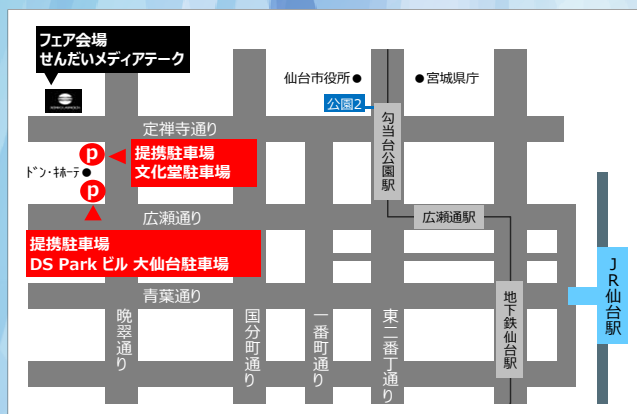 フェア会場
せんだいメディアテーク
仙台市役所●
●宮城県庁
公園2
定禅寺通り
勾当台公園駅
P
提携駐車場
文化堂駐車場
ドン・キホーテ●
P
広瀬通り
広瀬通駅
提携駐車場
DS Park ビル 大仙台駐車場
JR仙台駅
青葉通り
地下鉄仙台駅
晩翠通り
国分町通り
一番町通り
東二番丁通り